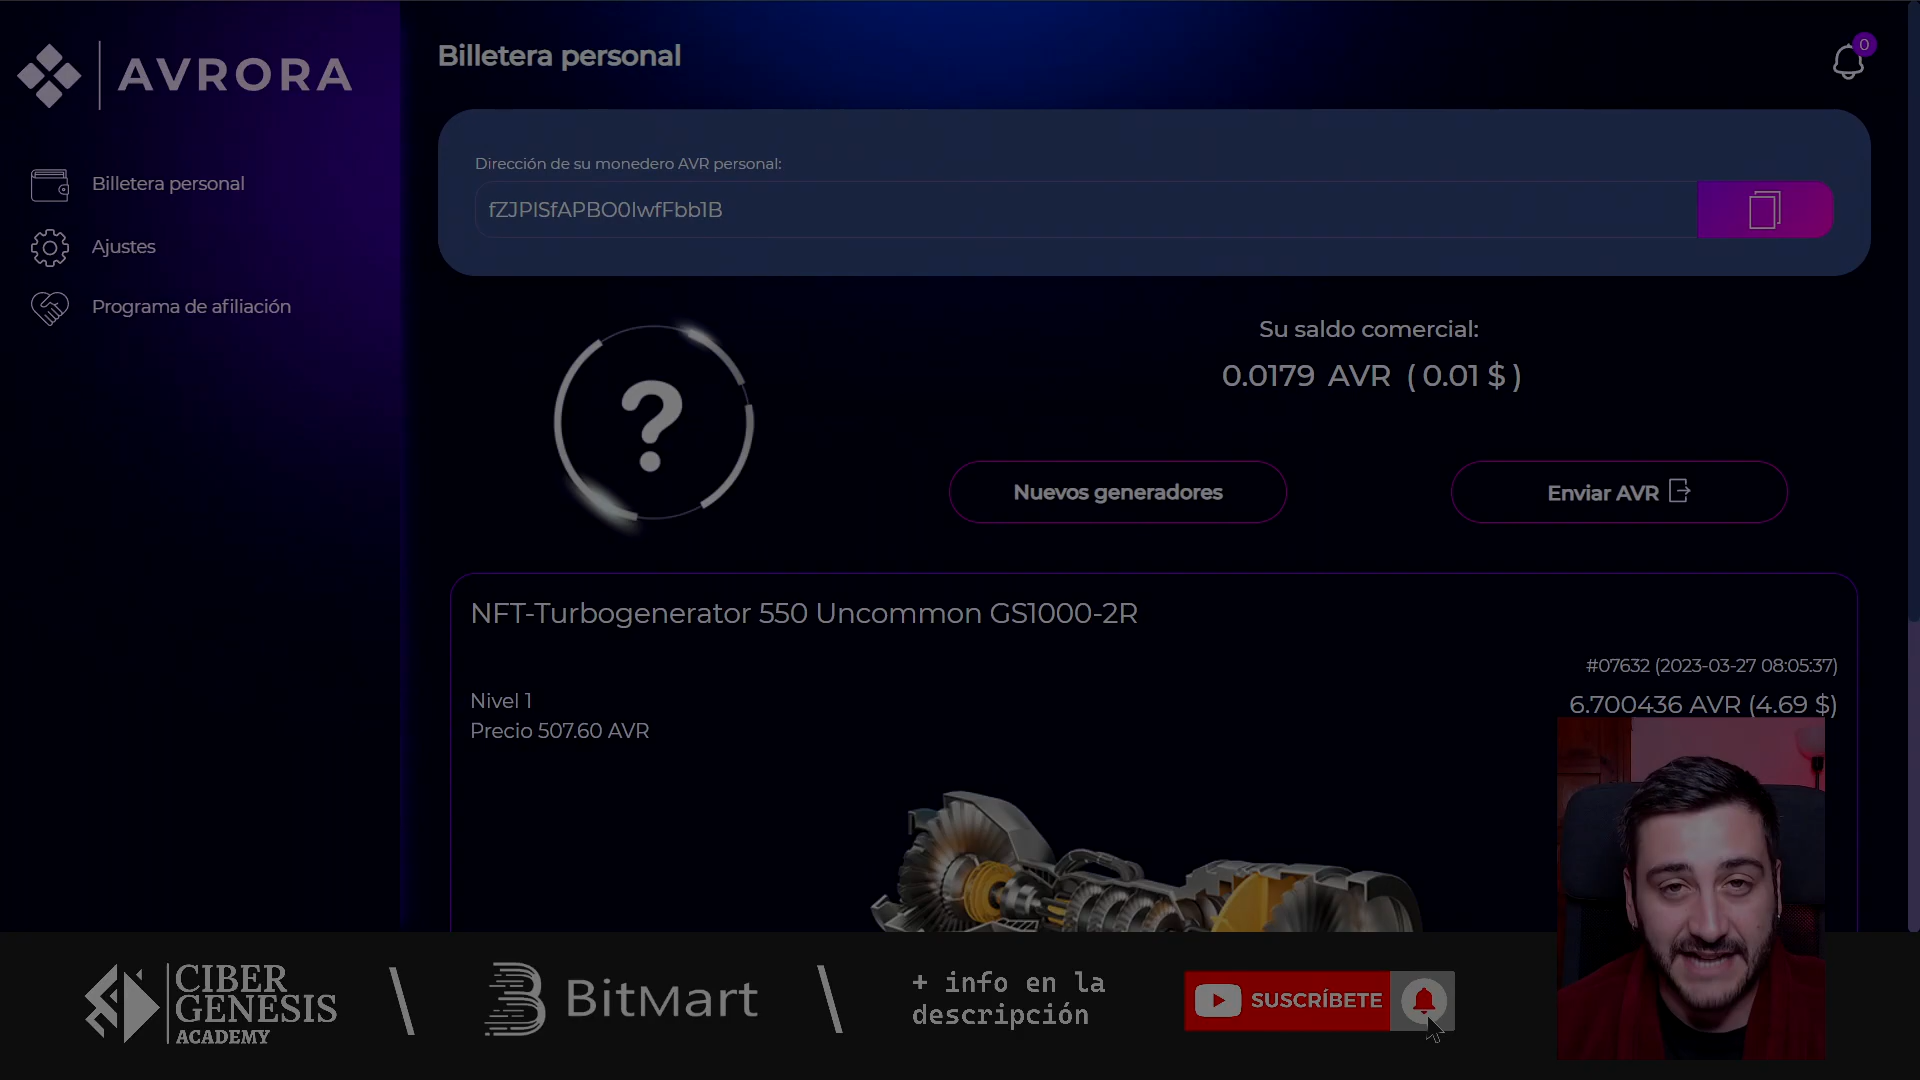 AVRORA
Billetera personal
Ajustes
Programa de afiliación
Billetera personal
0
Dirección de su monedero AVR personal:
fZJPlSfAPBO0lwfFbb1B
Su saldo comercial:
0.0179 AVR ( 0.01 $ )
Nuevos generadores
Enviar AVR
NFT-Turbogenerator 550 Uncommon GS1000-2R
#07632 (2023-03-27 08:05:37)
Nivel 1
6.700436 AVR (4.69 $)
Precio 507.60 AVR
CIBER
GENESIS
ACADEMY
BitMart
+ info en la
descripción
SUSCRÍBETE